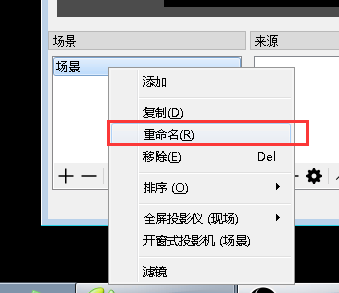 场景
来源
场景
添加
复制(D)
重命名(R)
移除(E) Del
排序 (O)
全屏投影仪 (现场)
开窗式投影机 (场景)
滤镜